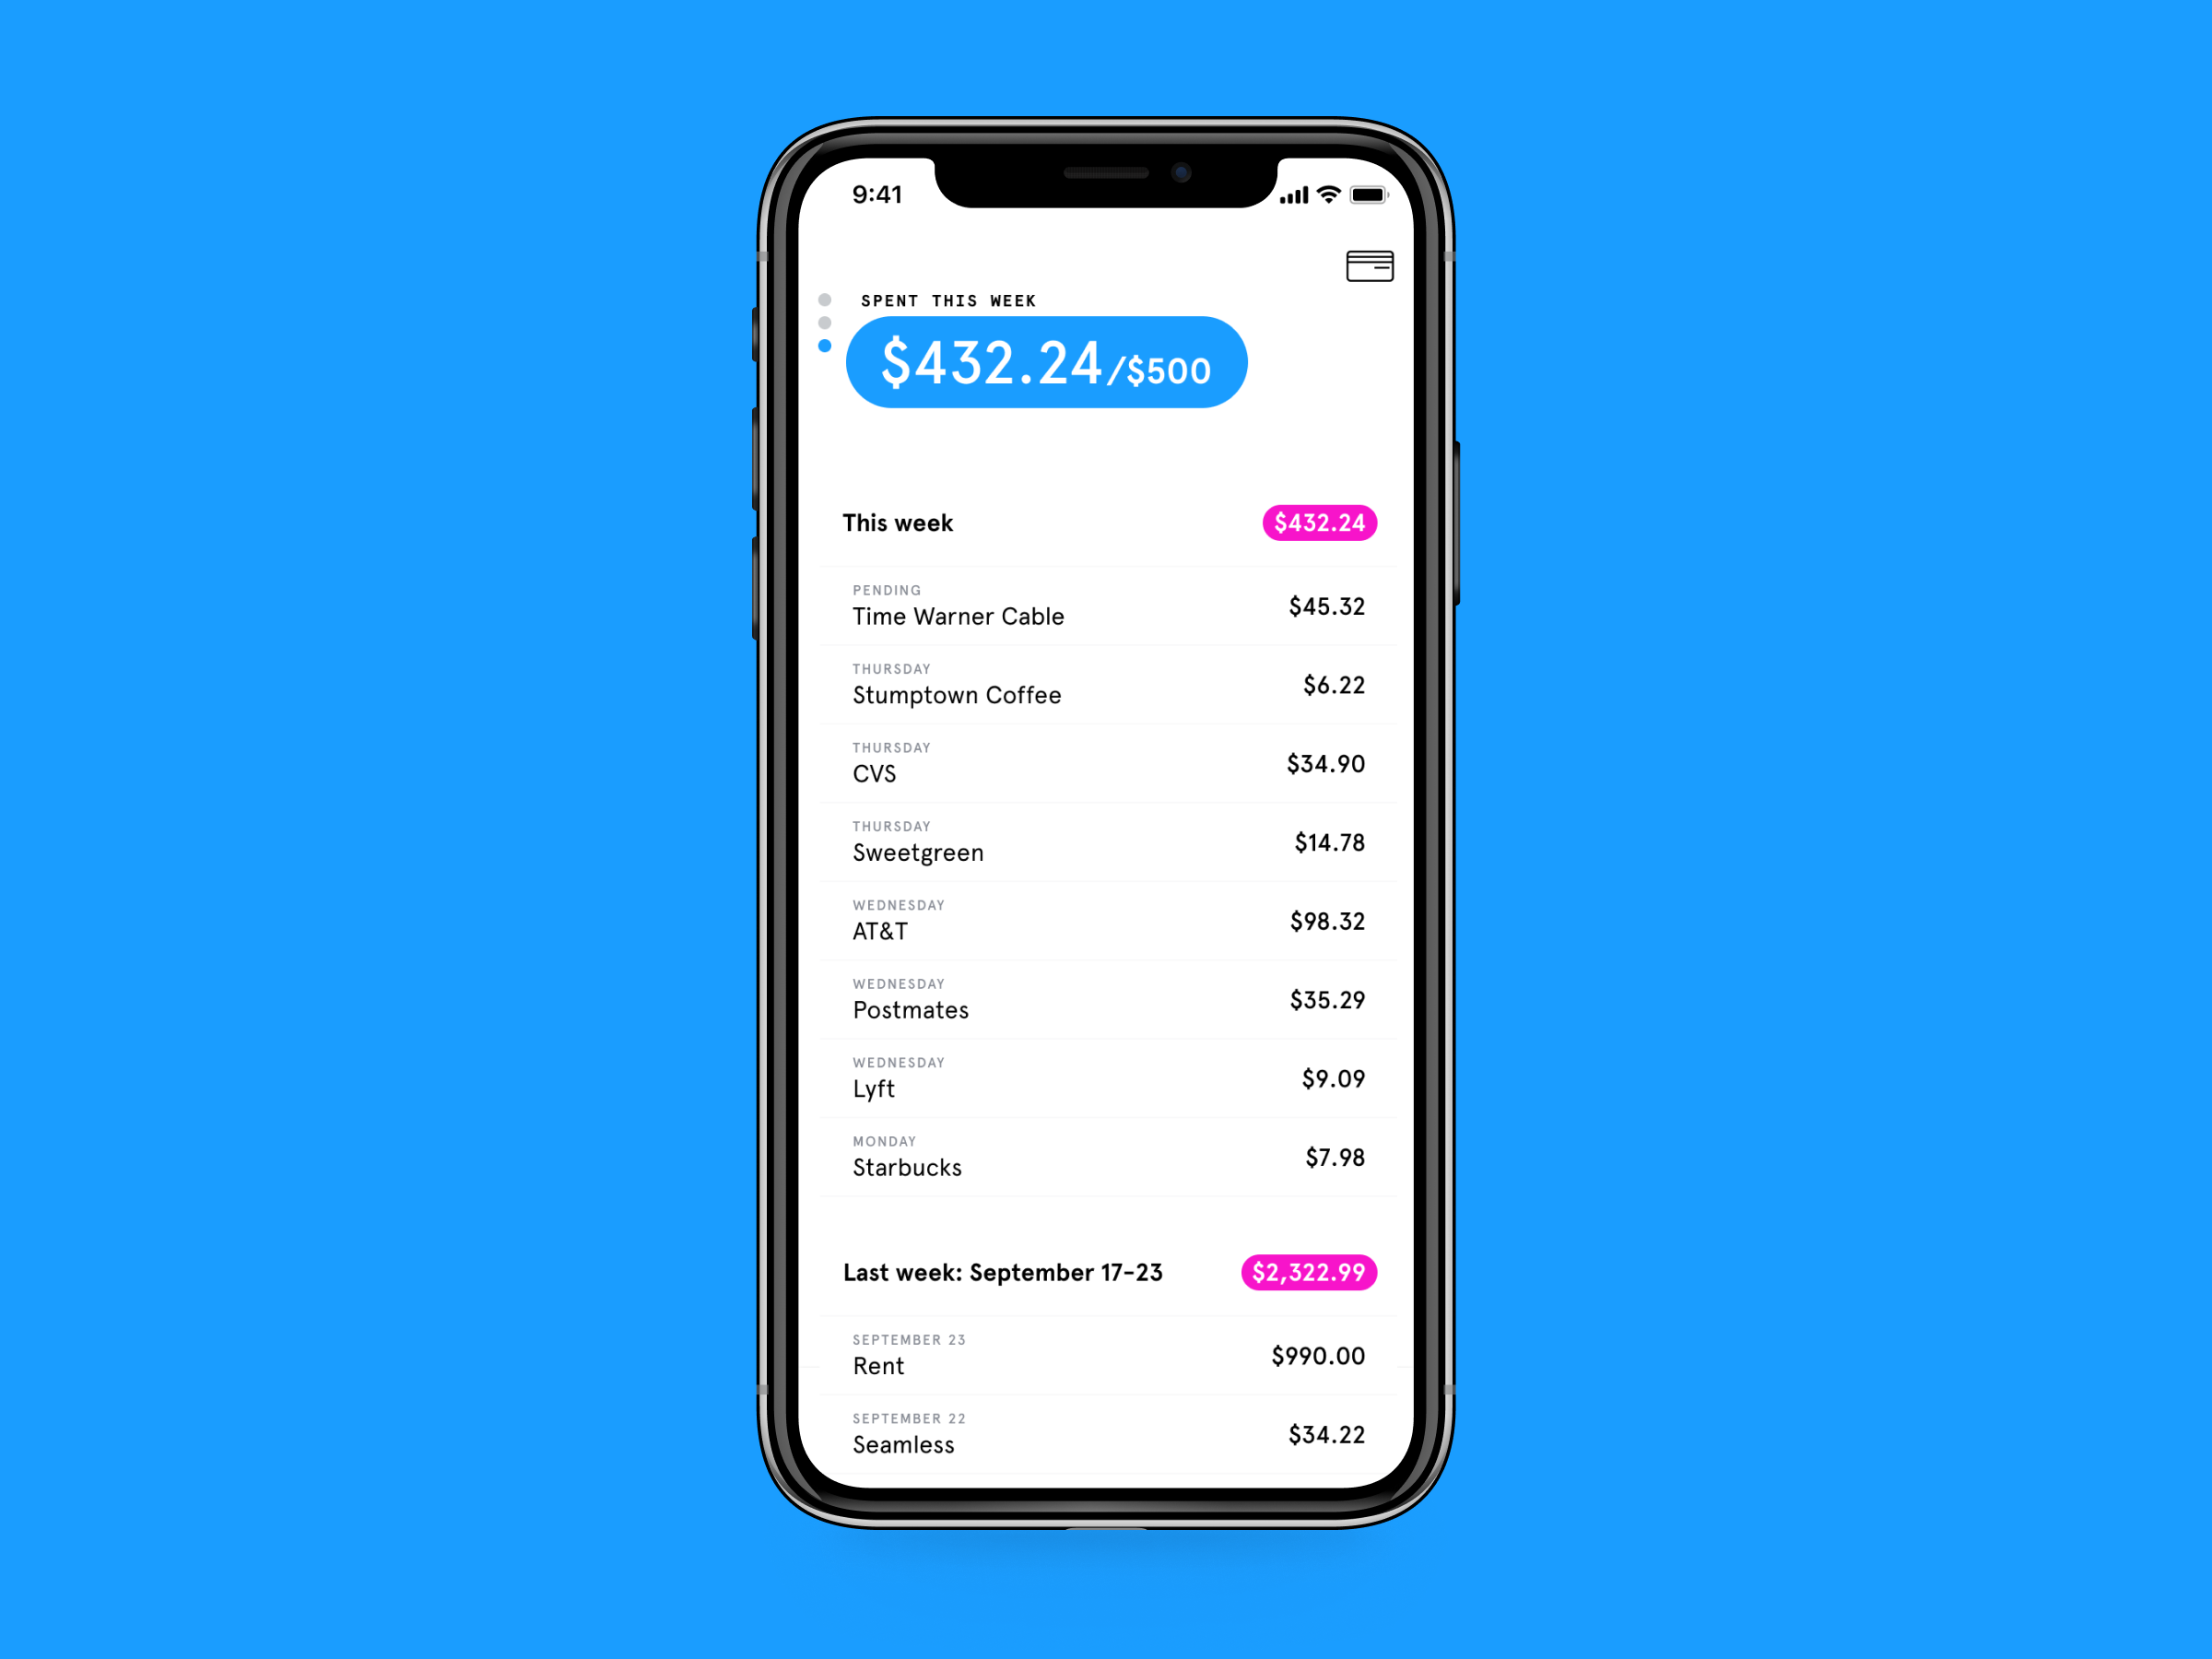 9:41
SPENT THIS WEEK
$432.24/$500
This week $432.24
PENDING
Time Warner Cable $45.32
THURSDAY
Stumptown Coffee $6.22
THURSDAY
CVS $34.90
THURSDAY
Sweetgreen $14.78
WEDNESDAY
AT&T $98.32
WEDNESDAY
Postmates $35.29
WEDNESDAY
Lyft $9.09
MONDAY
Starbucks $7.98
Last week: September 17-23 $2,322.99
SEPTEMBER 23
Rent $990.00
SEPTEMBER 22
Seamless $34.22